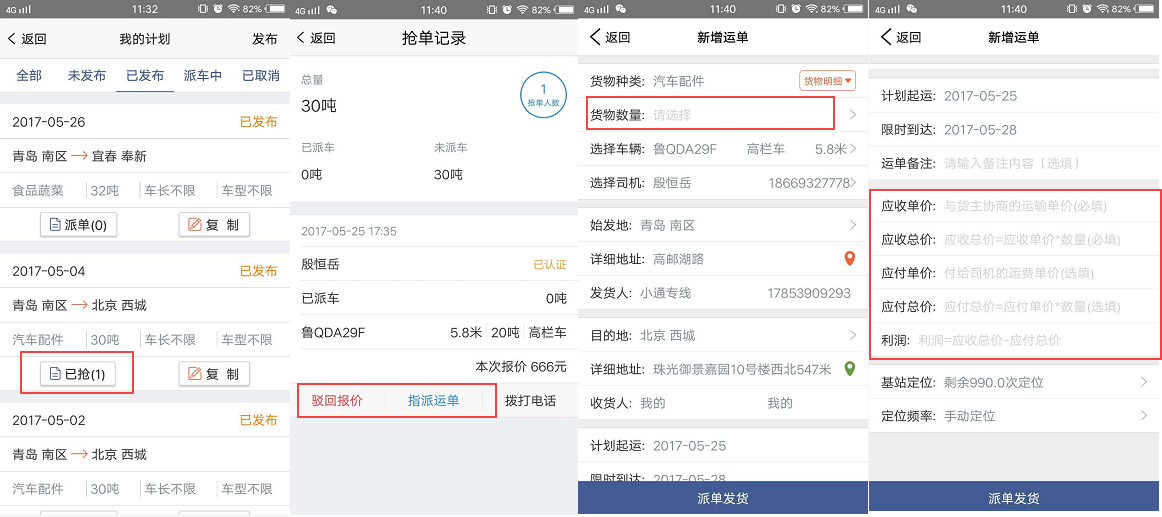 4G 11:32 82%
返回 我的计划 发布
全部 未发布 已发布 派车中 已取消
2017-05-26 已发布
青岛 南区 宜春 奉新
食品蔬菜 32吨 车长不限 车型不限
派单(0) 复 制
2017-05-04 已发布
青岛 南区 北京 西城
汽车配件 30吨 车长不限 车型不限
已抢(1) 复 制
2017-05-02 已发布
青岛 南区 北京 西城
汽车配件 30吨 车长不限 车型不限
4G 11:40 82%
返回 抢单记录
总量
30吨
1
抢单人数
已派车 未派车
0吨 30吨
2017-05-25 17:35
殷恒岳 已认证
已派车 0吨
鲁QDA29F 5.8米 20吨 高栏车
本次报价 666元
驳回报价 指派运单 拨打电话
4G 11:40 82%
返回 新增运单
货物种类: 汽车配件 货物明细
货物数量: 请选择
选择车辆: 鲁QDA29F 高栏车 5.8米
选择司机: 殷恒岳 18669327778
始发地: 青岛 南区
详细地址: 高邮湖路
发货人: 小通专线 17853909293
目的地: 北京 西城
详细地址: 珠光御景嘉园10号楼西北547米
收货人: 我的 我的
计划起运: 2017-05-25
限时到达: 2017-05-28
派单发货
4G 11:40 82%
返回 新增运单
计划起运: 2017-05-25
限时到达: 2017-05-28
运单备注: 请输入备注内容（选填）
应收单价: 与货主协商的运输单价(必填)
应收总价: 应收总价=应收单价*数量(必填)
应付单价: 付给司机的运费单价(选填)
应付总价: 应付总价=应付单价*数量(选填)
利润: 利润=应收总价-应付总价
基站定位: 剩余990.0次定位
定位频率: 手动定位
派单发货